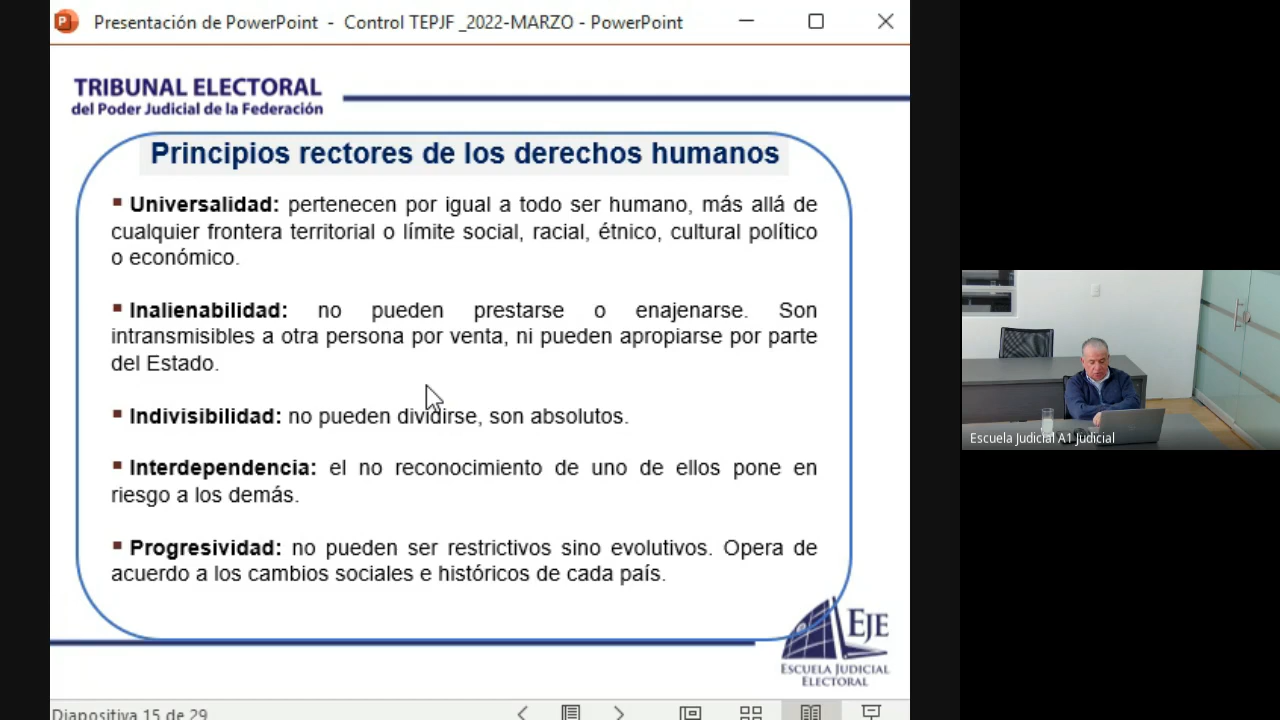 Presentación de PowerPoint - Control TEPJF _2022-MARZO - PowerPoint
TRIBUNAL ELECTORAL
del Poder Judicial de la Federación
Principios rectores de los derechos humanos
▪ Universalidad: pertenecen por igual a todo ser humano, más allá de
cualquier frontera territorial o límite social, racial, étnico, cultural político
o económico.
▪ Inalienabilidad: no pueden prestarse o enajenarse. Son
intransmisibles a otra persona por venta, ni pueden apropiarse por parte
del Estado.
▪ Indivisibilidad: no pueden dividirse, son absolutos.
▪ Interdependencia: el no reconocimiento de uno de ellos pone en
riesgo a los demás.
▪ Progresividad: no pueden ser restrictivos sino evolutivos. Opera de
acuerdo a los cambios sociales e históricos de cada país.
EJE
ESCUELA JUDICIAL
ELECTORAL
Diapositiva 15 de 29
Escuela Judicial A1 Judicial